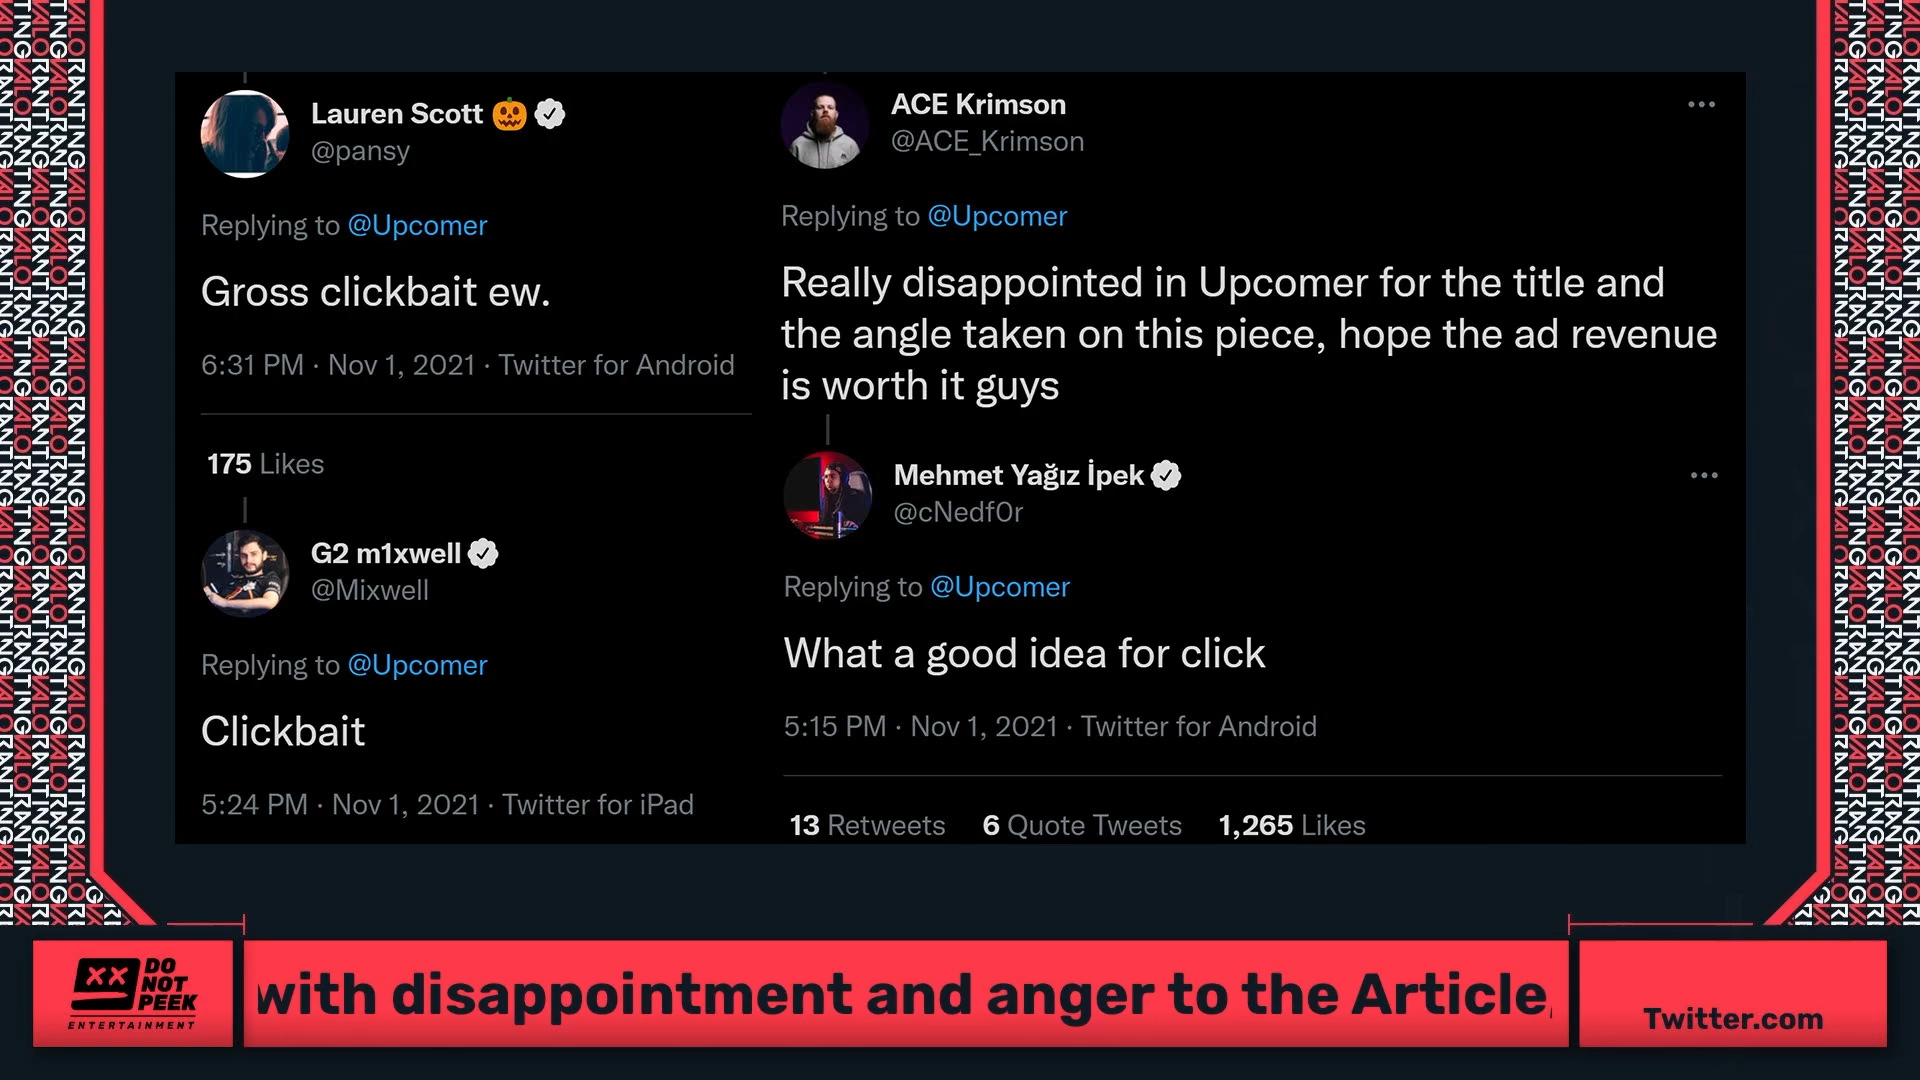 Lauren Scott 🎃
@pansy
Replying to @Upcomer
Gross clickbait ew.
6:31 PM · Nov 1, 2021 · Twitter for Android
175 Likes
G2 m1xwell
@Mixwell
Replying to @Upcomer
Clickbait
5:24 PM · Nov 1, 2021 · Twitter for iPad
ACE Krimson
@ACE_Krimson
Replying to @Upcomer
Really disappointed in Upcomer for the title and
the angle taken on this piece, hope the ad revenue
is worth it guys
Mehmet Yağız İpek
@cNedf0r
Replying to @Upcomer
What a good idea for click
5:15 PM · Nov 1, 2021 · Twitter for Android
13 Retweets 6 Quote Tweets 1,265 Likes
VALORANTING
XX DO
NOT
PEEK
ENTERTAINMENT
with disappointment and anger to the Article,
Twitter.com